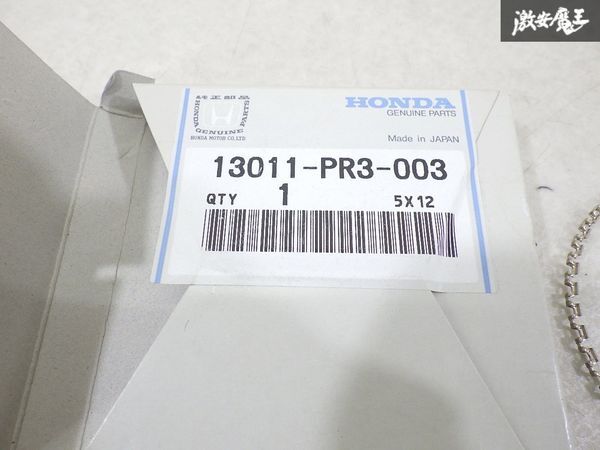 激安魔王
純正部品
HONDA GENUINE PARTS
HONDA MOTOR CO.,LTD.
HONDA
GENUINE PARTS
Made in JAPAN
13011-PR3-003
QTY 1 5X12